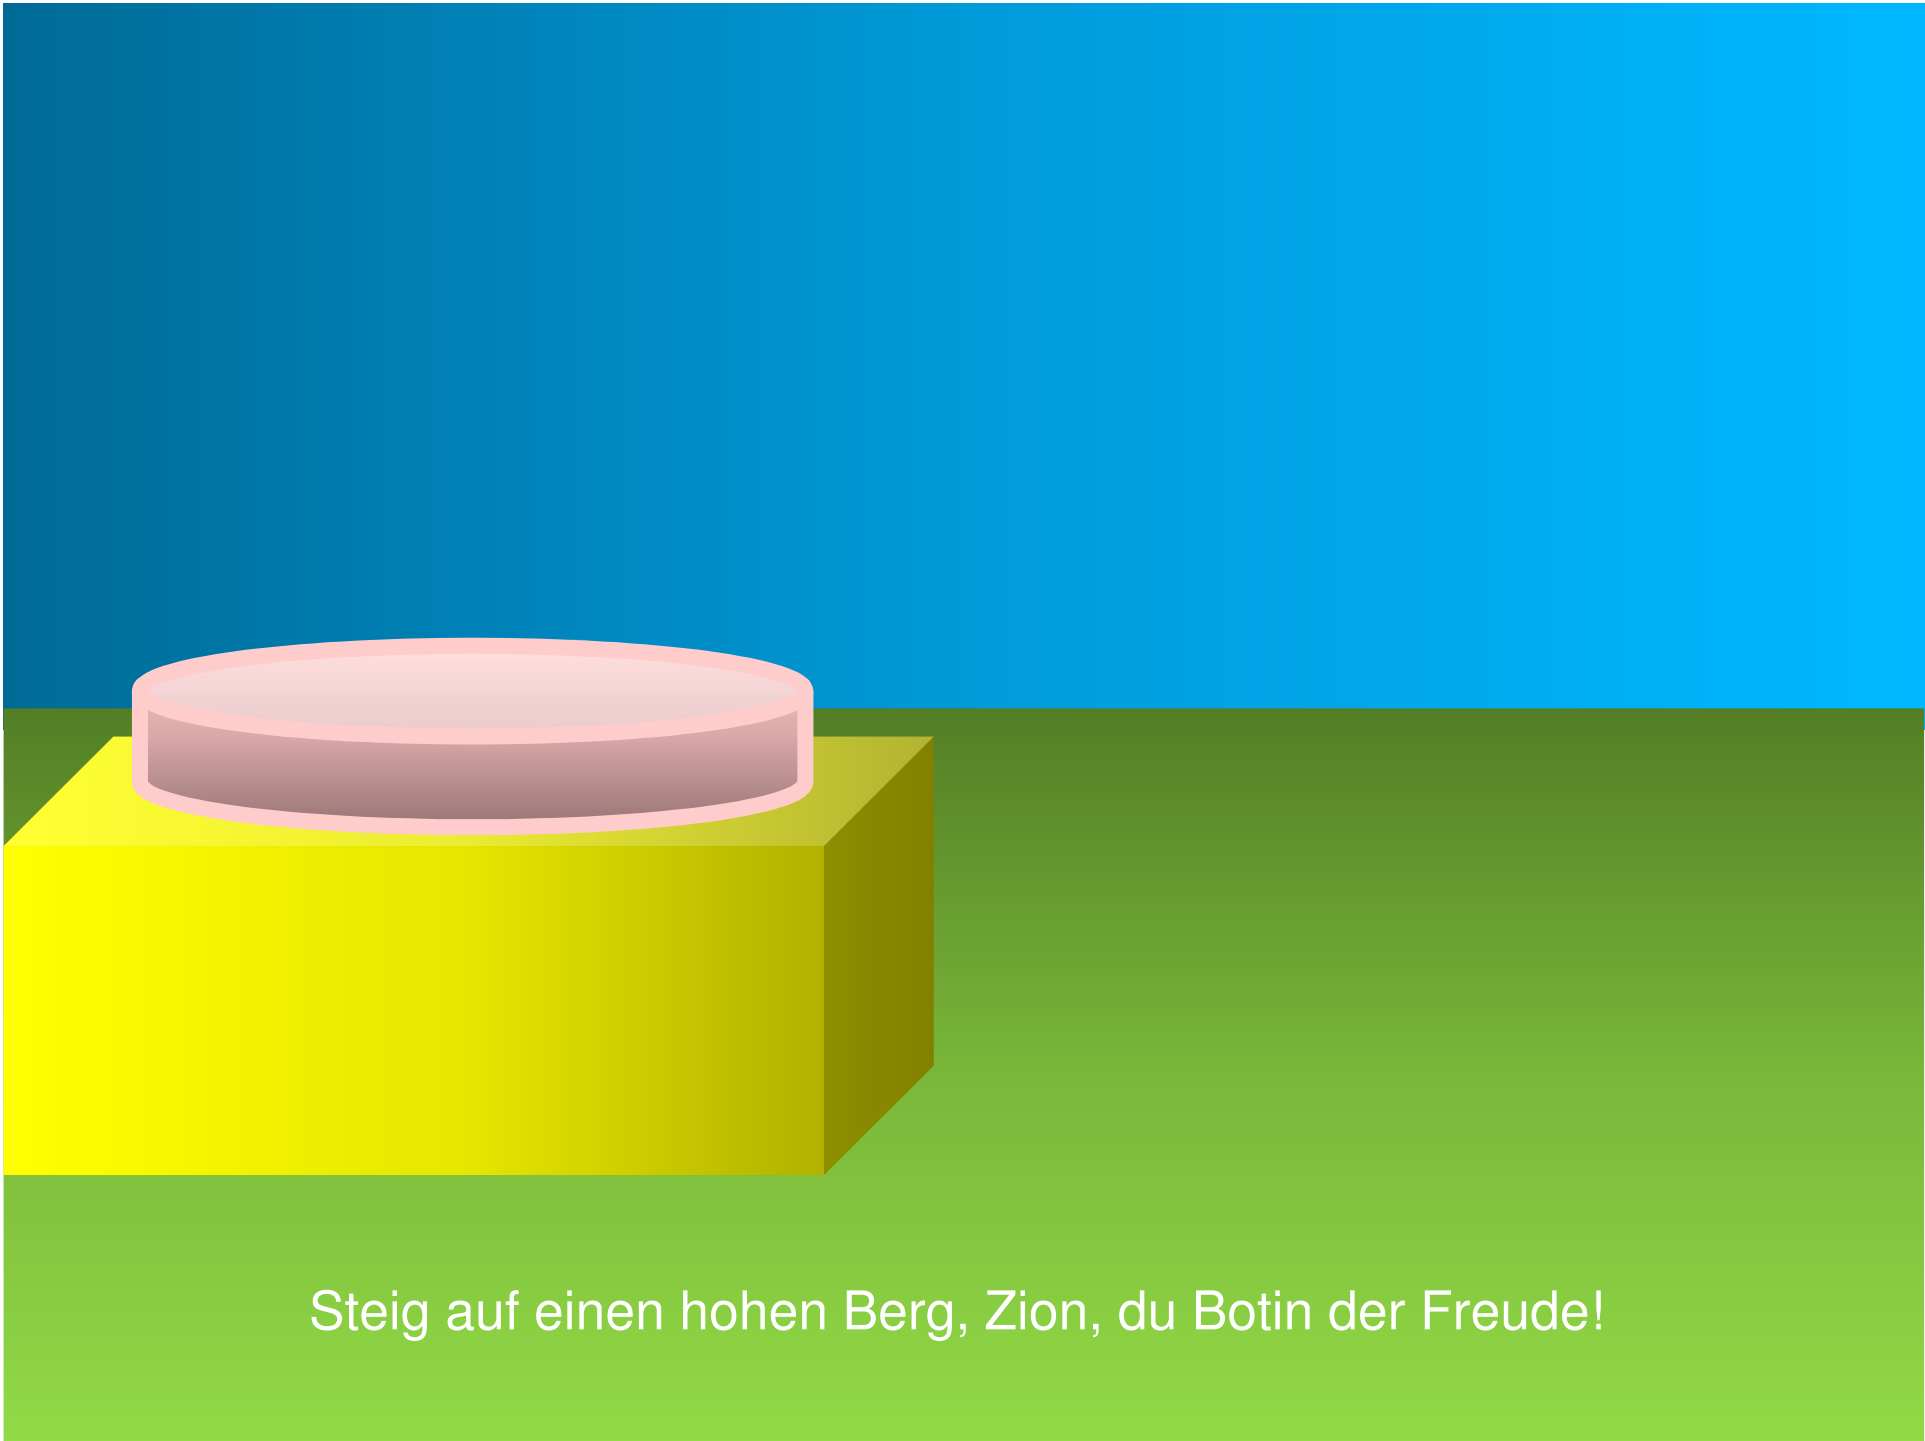 Steig auf einen hohen Berg, Zion, du Botin der Freude!